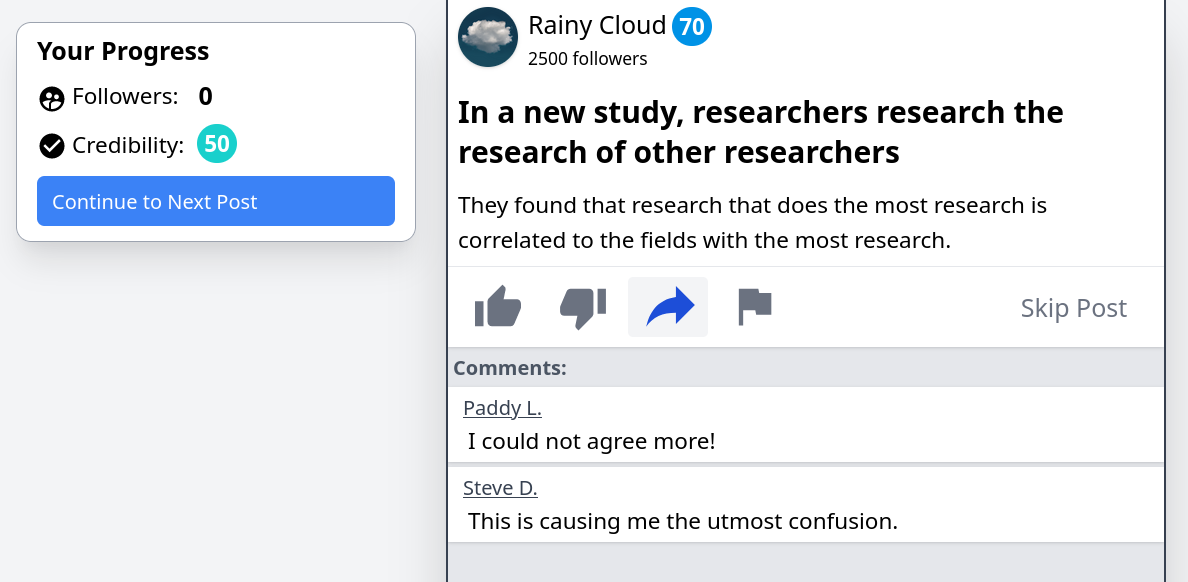 Your Progress
Followers: 0
Credibility: 50
Continue to Next Post
Rainy Cloud 70
2500 followers
In a new study, researchers research the
research of other researchers
They found that research that does the most research is
correlated to the fields with the most research.
Skip Post
Comments:
Paddy L.
I could not agree more!
Steve D.
This is causing me the utmost confusion.